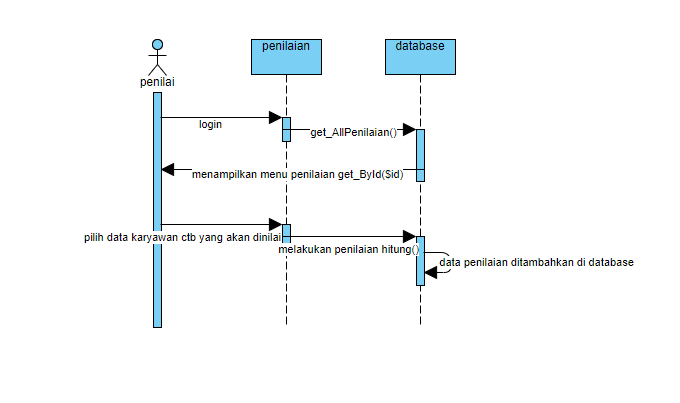 penilaian
database
penilai
login
get_AllPenilaian()
menampilkan menu penilaian get_ById($id)
pilih data karyawan ctb yang akan dinilai
melakukan penilaian hitung()
data penilaian ditambahkan di database